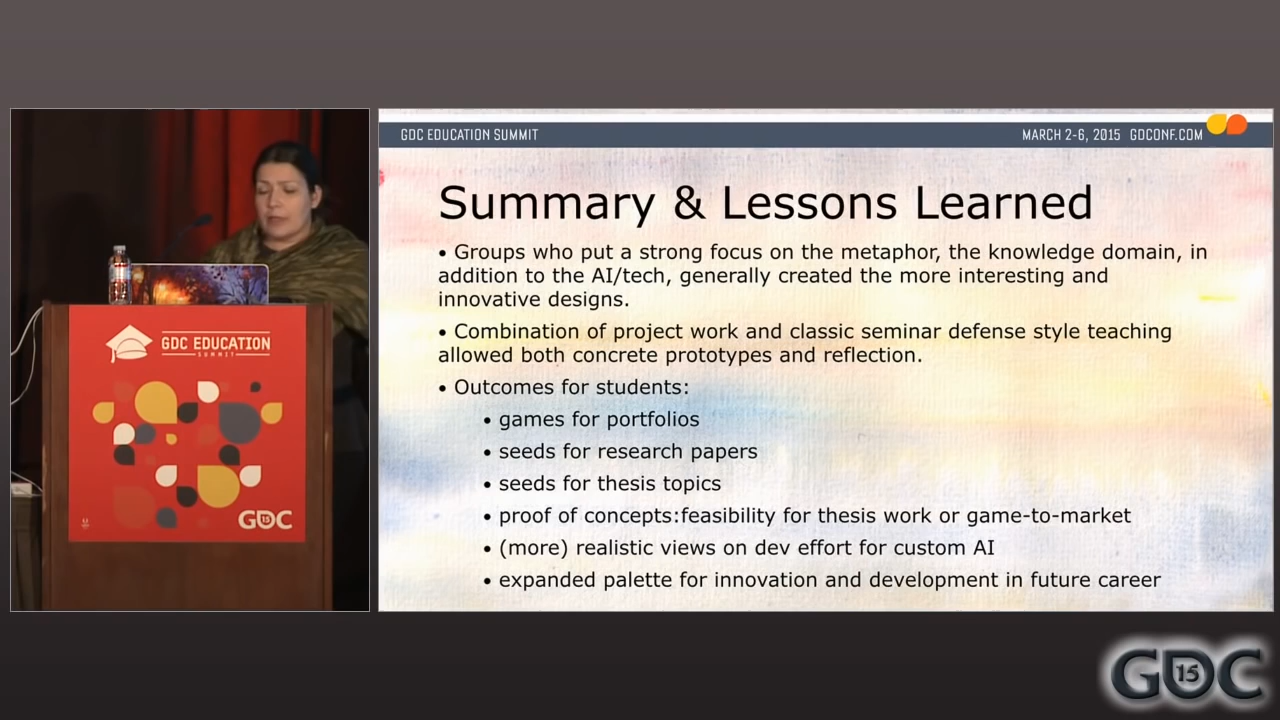 GDC EDUCATION SUMMIT
MARCH 2-6, 2015 GDCONF.COM
Summary & Lessons Learned
• Groups who put a strong focus on the metaphor, the knowledge domain, in
addition to the AI/tech, generally created the more interesting and
innovative designs.
• Combination of project work and classic seminar defense style teaching
allowed both concrete prototypes and reflection.
• Outcomes for students:
• games for portfolios
• seeds for research papers
• seeds for thesis topics
• proof of concepts:feasibility for thesis work or game-to-market
• (more) realistic views on dev effort for custom AI
• expanded palette for innovation and development in future career
GDC EDUCATION
SUMMIT
GDC 15
GDC 15